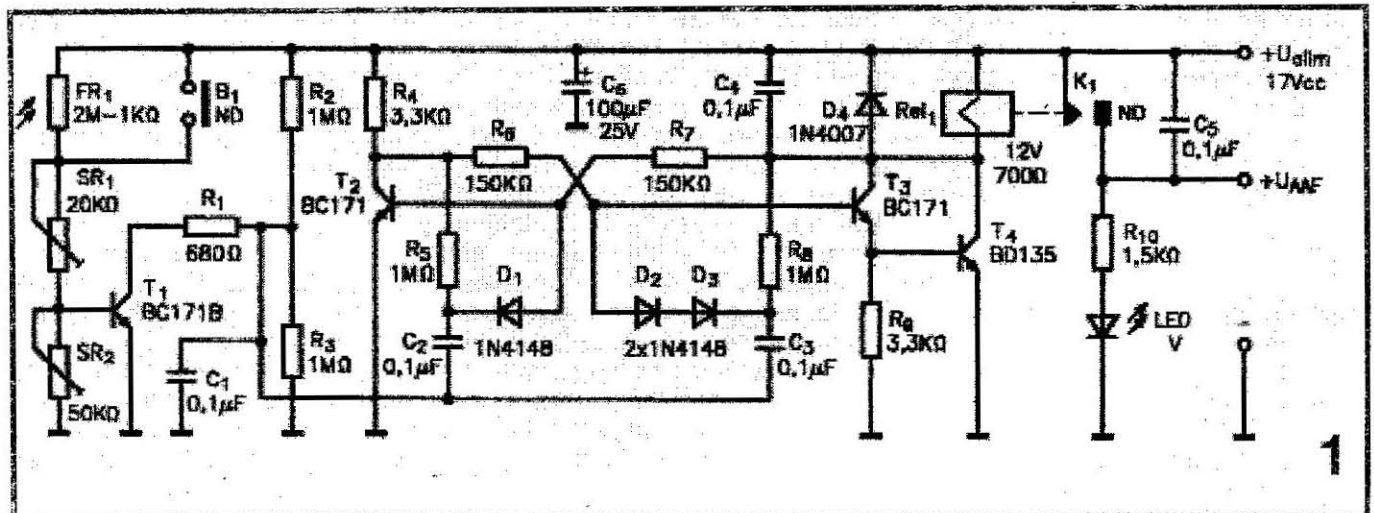 FR1
2M-1KΩ
B1
ND
R2
1MΩ
R4
3,3KΩ
C6
100µF
25V
C4
0,1µF
D4
1N4007
Rel1
12V
700Ω
K1
ND
C5
0,1µF
+Ualim
17Vcc
+UAAF
-
SR1
20KΩ
R1
680Ω
T1
BC171B
SR2
50KΩ
C1
0,1µF
R3
1MΩ
T2
BC171
R6
150KΩ
R7
150KΩ
R5
1MΩ
D1
1N4148
C2
0,1µF
D2
D3
2x1N4148
R8
1MΩ
C3
0,1µF
T3
BC171
R9
3,3KΩ
T4
BD135
R10
1,5KΩ
LED
V
1